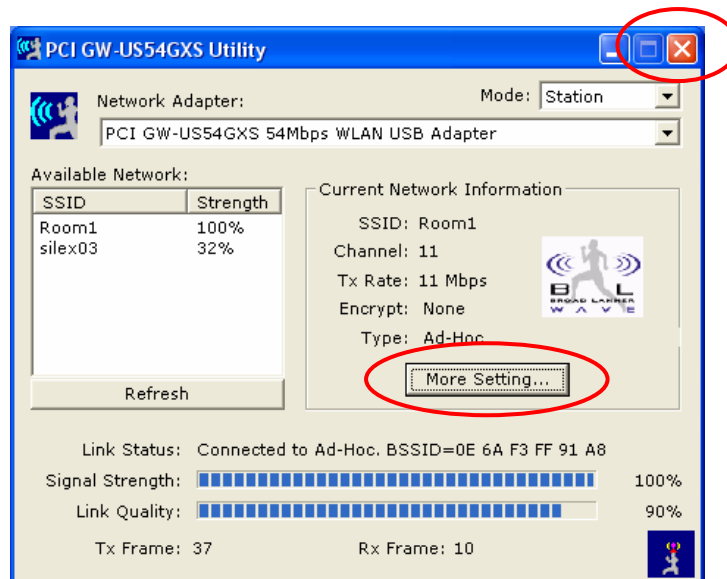 PCI GW-US54GXS Utility
Network Adapter:
Mode: Station
PCI GW-US54GXS 54Mbps WLAN USB Adapter
Available Network:
SSID Strength
Room1 100%
silex03 32%
Refresh
Current Network Information
SSID: Room1
Channel: 11
Tx Rate: 11 Mbps
Encrypt: None
Type: Ad-Hoc
BROAD LANNER
WAVE
More Setting...
Link Status: Connected to Ad-Hoc. BSSID=0E 6A F3 FF 91 A8
Signal Strength: 100%
Link Quality: 90%
Tx Frame: 37 Rx Frame: 10